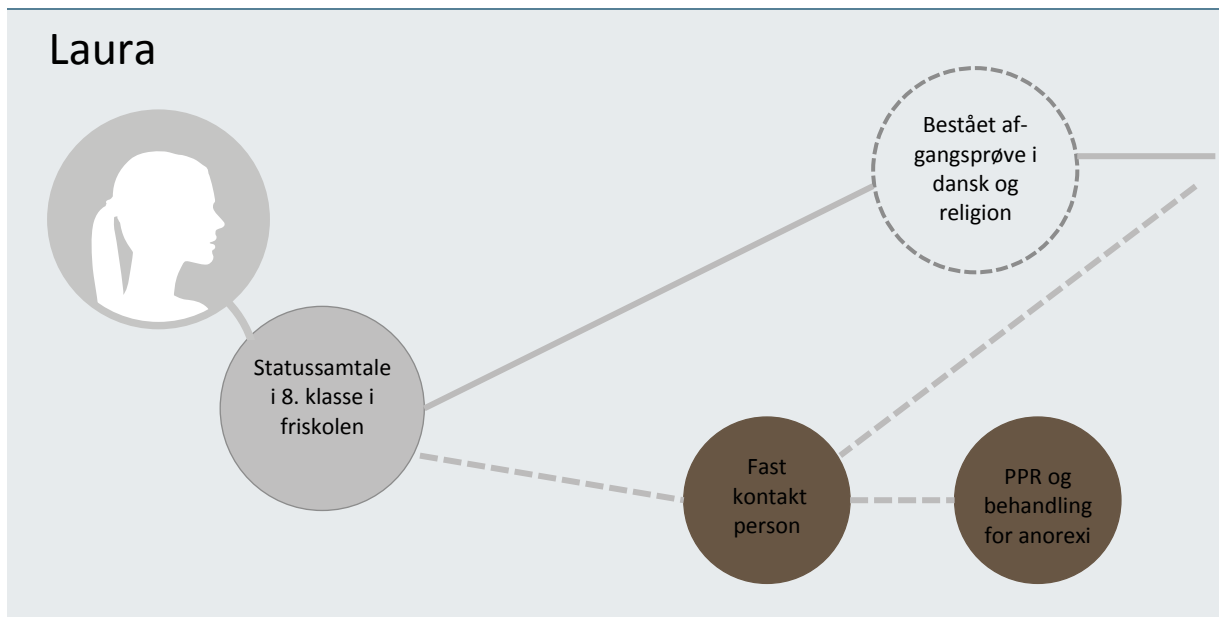 Laura
Bestået af-
gangsprøve i
dansk og
religion
Statussamtale
i 8. klasse i
friskolen
Fast
kontakt
person
PPR og
behandling
for anorexi